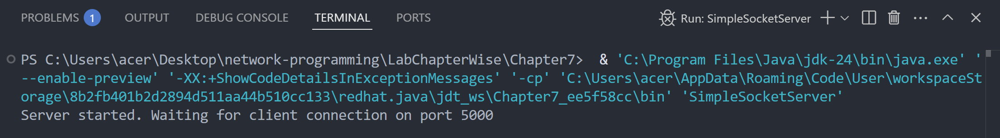 PROBLEMS 1 OUTPUT DEBUG CONSOLE TERMINAL PORTS Run: SimpleSocketServer
PS C:\Users\acer\Desktop\network-programming\LabChapterWise\Chapter7>  & 'C:\Program Files\Java\jdk-24\bin\java.exe' '
--enable-preview' '-XX:+ShowCodeDetailsInExceptionMessages' '-cp' 'C:\Users\acer\AppData\Roaming\Code\User\workspaceSt
orage\8b2fb401b2d2894d511aa44b510cc133\redhat.java\jdt_ws\Chapter7_ee5f58cc\bin' 'SimpleSocketServer'
Server started. Waiting for client connection on port 5000